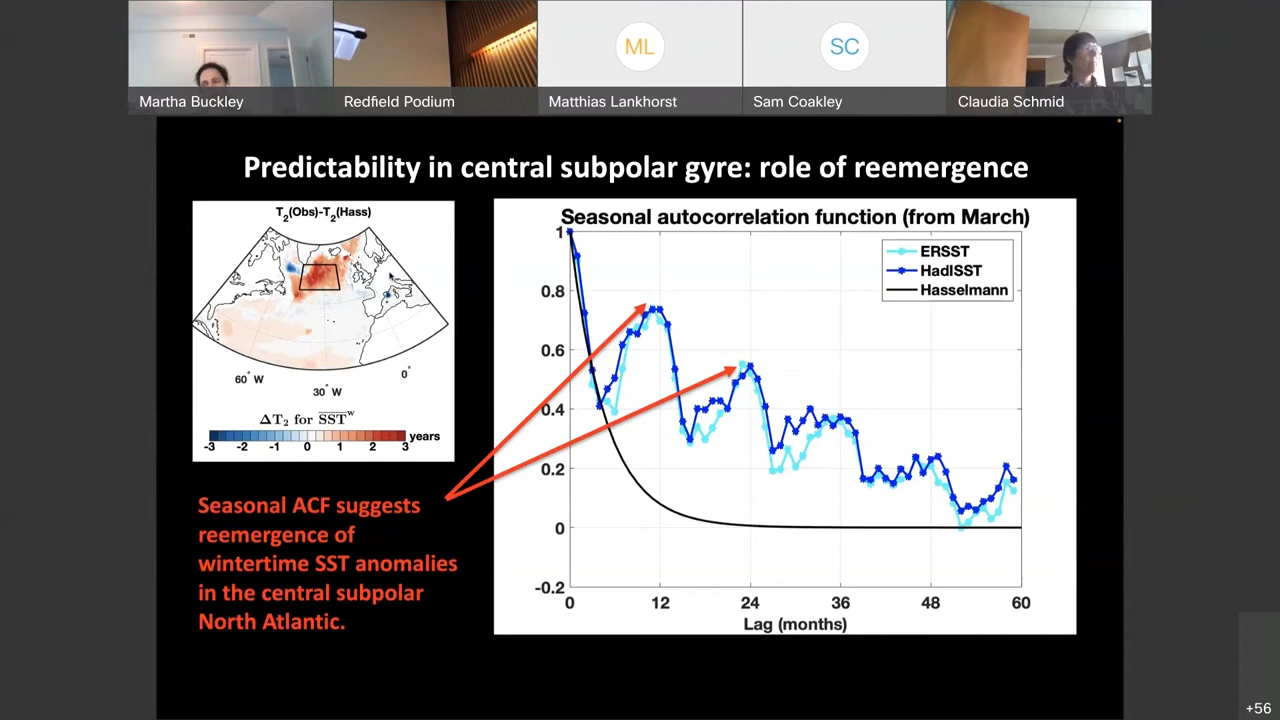 ML
SC
Martha Buckley
Redfield Podium
Matthias Lankhorst
Sam Coakley
Claudia Schmid
Predictability in central subpolar gyre: role of reemergence
T2(Obs)-T2(Hass)
60° W
30° W
0°
ΔT2 for SST^w
years
-3 -2 -1 0 1 2 3
Seasonal ACF suggests
reemergence of
wintertime SST anomalies
in the central subpolar
North Atlantic.
Seasonal autocorrelation function (from March)
ERSST
HadISST
Hasselmann
1
0.8
0.6
0.4
0.2
0
-0.2
0 12 24 36 48 60
Lag (months)
+56